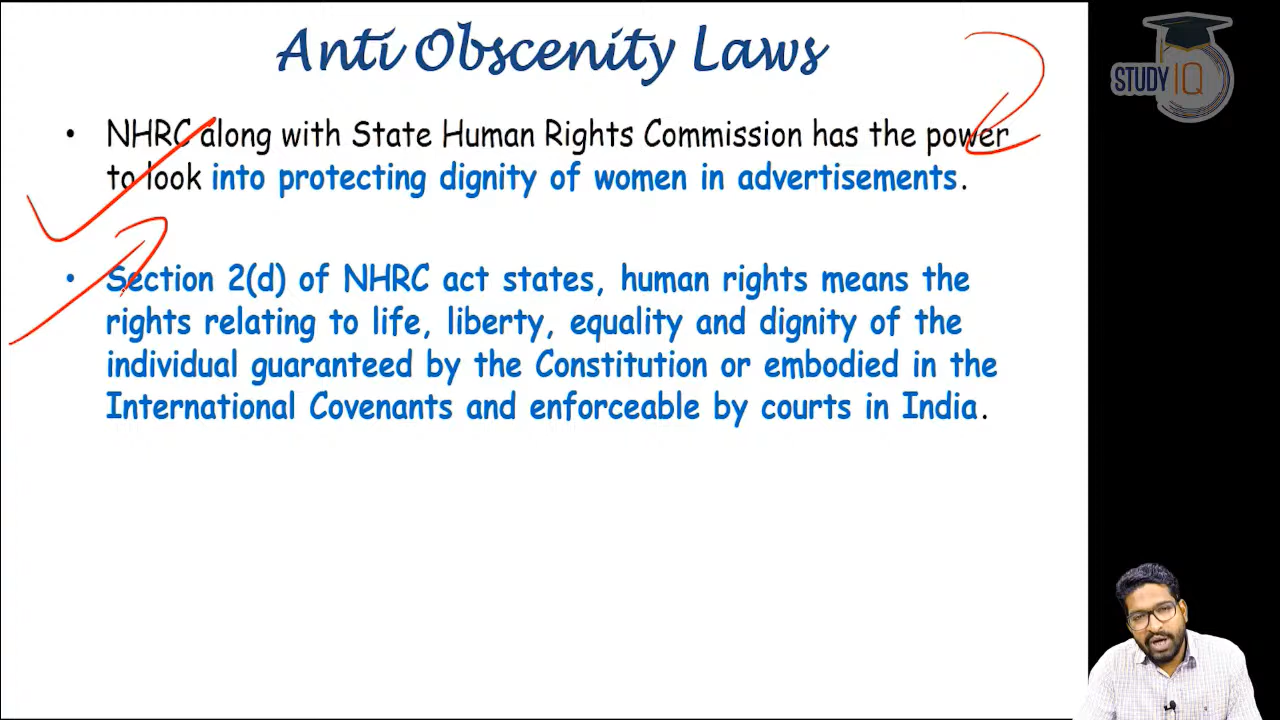 Anti Obscenity Laws
STUDY IQ
• NHRC along with State Human Rights Commission has the power
to look into protecting dignity of women in advertisements.
• Section 2(d) of NHRC act states, human rights means the
rights relating to life, liberty, equality and dignity of the
individual guaranteed by the Constitution or embodied in the
International Covenants and enforceable by courts in India.